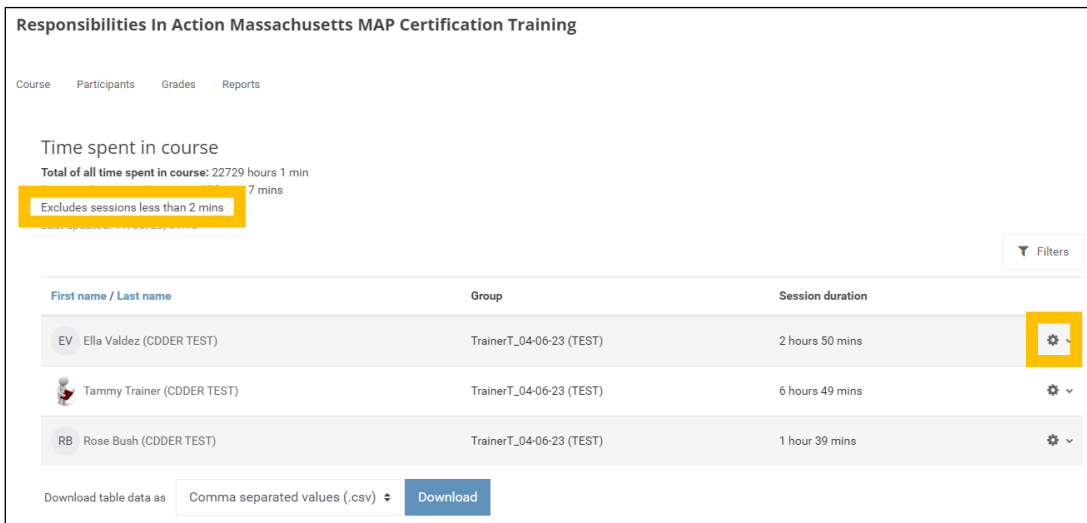 Responsibilities In Action Massachusetts MAP Certification Training
Course Participants Grades Reports
Time spent in course
Total of all time spent in course: 22729 hours 1 min
7 mins
Excludes sessions less than 2 mins
Filters
First name / Last name Group Session duration
EV Ella Valdez (CDDER TEST) TrainerT_04-06-23 (TEST) 2 hours 50 mins
Tammy Trainer (CDDER TEST) TrainerT_04-06-23 (TEST) 6 hours 49 mins
RB Rose Bush (CDDER TEST) TrainerT_04-06-23 (TEST) 1 hour 39 mins
Download table data as Comma separated values (.csv) Download